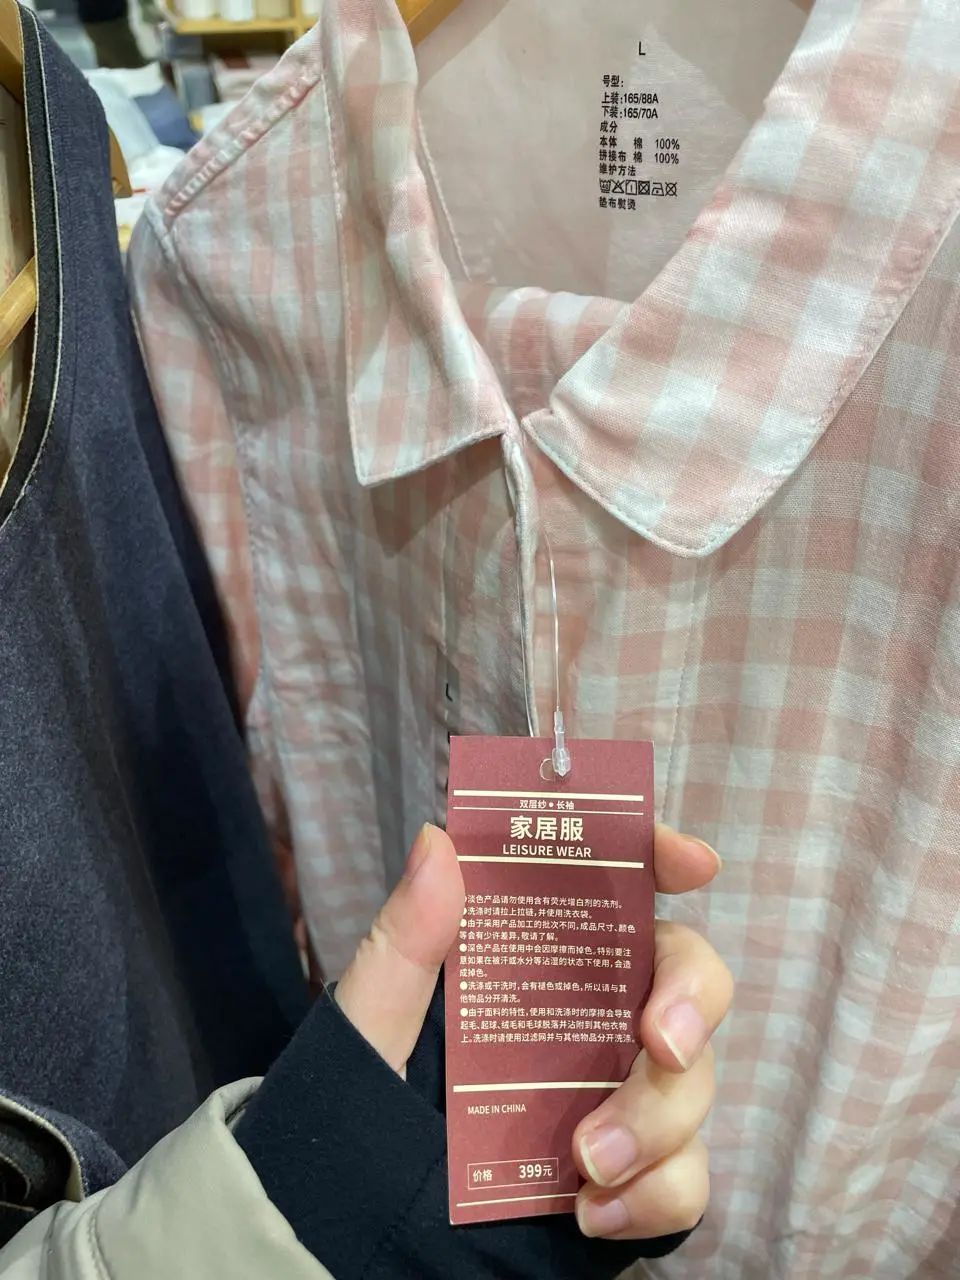 L
号型：
上装:165/88A
下装:165/70A
成分
本体 棉 100%
拼接布 棉 100%
维护方法
垫布熨烫
L
双层纱●长袖
家居服
LEISURE WEAR
●淡色产品请勿使用含有荧光增白剂的洗剂。
●洗涤时请拉上拉链，并使用洗衣袋。
●由于采用产品加工的批次不同，成品尺寸、颜色
等会有少许差异，敬请了解。
●深色产品在使用中会因摩擦而掉色。特别要注
意如果在被汗或水分等沾湿的状态下使用，会造
成掉色。
●洗涤或干洗时，会有褪色或掉色，所以请与其
他物品分开清洗。
●由于面料的特性，使用和洗涤时的摩擦会导致
起毛、起球、绒毛和毛球脱落并沾附到其他衣物
上。洗涤时请使用过滤网并与其他物品分开洗涤。
MADE IN CHINA
价格 399元